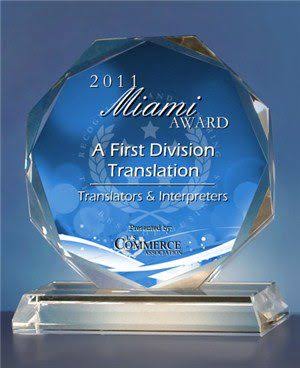 2011
Miami
AWARD
A First Division
Translation
Translators & Interpreters
Presented by:
U.S.
COMMERCE
ASSOCIATION